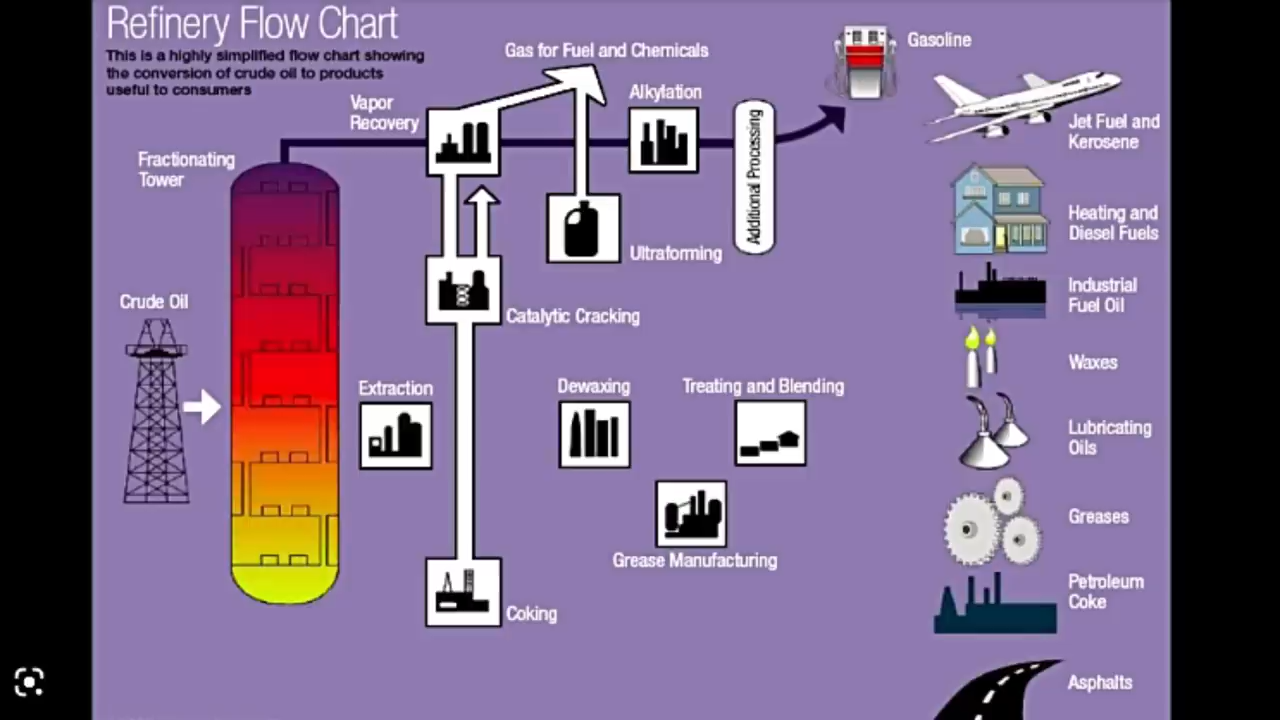 Refinery Flow Chart
This is a highly simplified flow chart showing
the conversion of crude oil to products
useful to consumers
Gas for Fuel and Chemicals
Gasoline
Vapor
Recovery
Alkylation
Additional Processing
Jet Fuel and
Kerosene
Fractionating
Tower
Heating and
Diesel Fuels
Ultraforming
Crude Oil
Catalytic Cracking
Industrial
Fuel Oil
Waxes
Extraction
Dewaxing
Treating and Blending
Lubricating
Oils
Greases
Grease Manufacturing
Petroleum
Coke
Coking
Asphalts